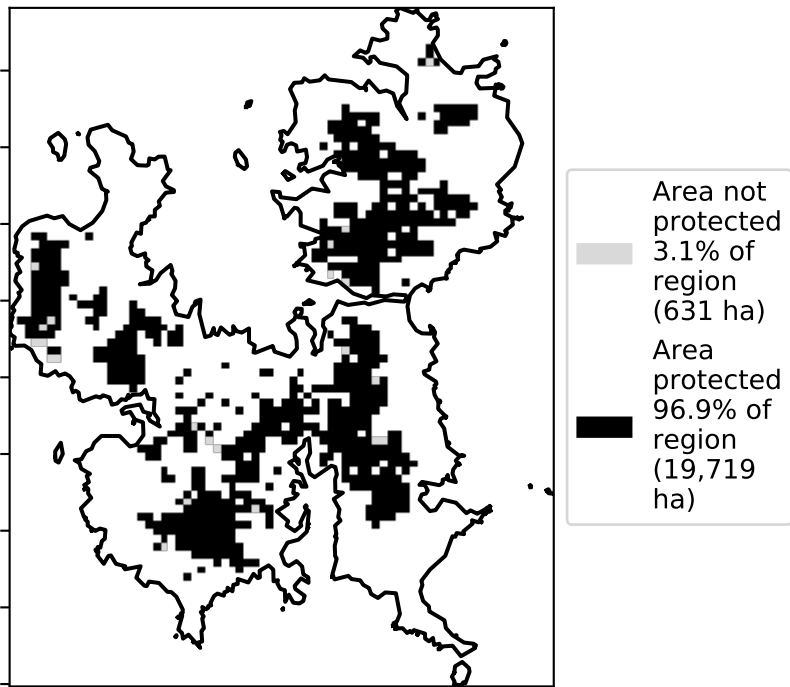 Area not
protected
3.1% of
region
(631 ha)
Area
protected
96.9% of
region
(19,719
ha)